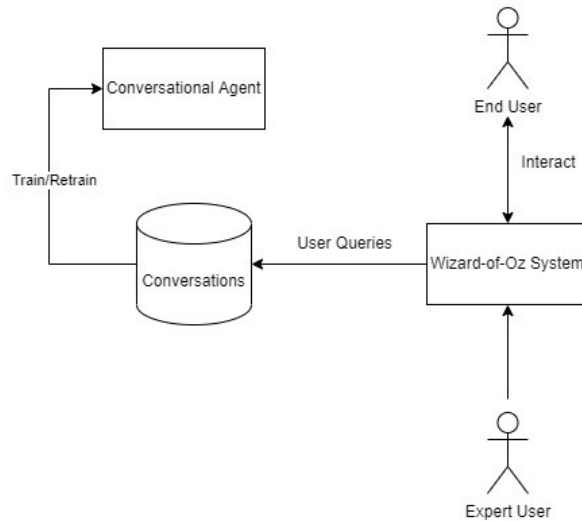 Conversational Agent
End User
Train/Retrain
Interact
User Queries
Conversations
Wizard-of-Oz System
Expert User